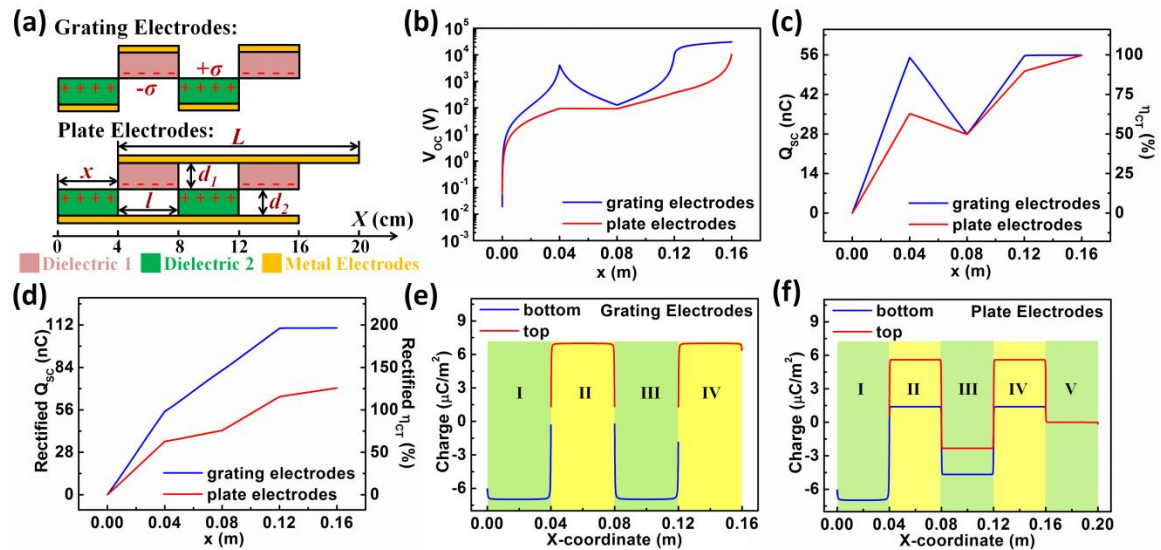 (a)
Grating Electrodes:
+σ
-σ
Plate Electrodes:
L
x
d1
l
d2
X (cm)
0 4 8 12 16 20
Dielectric 1 Dielectric 2 Metal Electrodes
(b)
10^5
10^4
10^3
10^2
10^1
10^0
10^-1
10^-2
10^-3
V_OC (V)
grating electrodes
plate electrodes
0.00 0.04 0.08 0.12 0.16
x (m)
(c)
56
42
28
14
0
Q_SC (nC)
100
75
50
25
0
η_CT (%)
grating electrodes
plate electrodes
0.00 0.04 0.08 0.12 0.16
x (m)
(d)
112
84
56
28
0
Rectified Q_SC (nC)
200
150
100
50
0
Rectified η_CT (%)
grating electrodes
plate electrodes
0.00 0.04 0.08 0.12 0.16
x (m)
(e)
bottom Grating Electrodes
top
9
6
3
0
-3
-6
Charge (μC/m²)
I II III IV
0.00 0.04 0.08 0.12 0.16
X-coordinate (m)
(f)
bottom Plate Electrodes
top
9
6
3
0
-3
-6
Charge (μC/m²)
I II III IV V
0.00 0.04 0.08 0.12 0.16 0.20
X-coordinate (m)